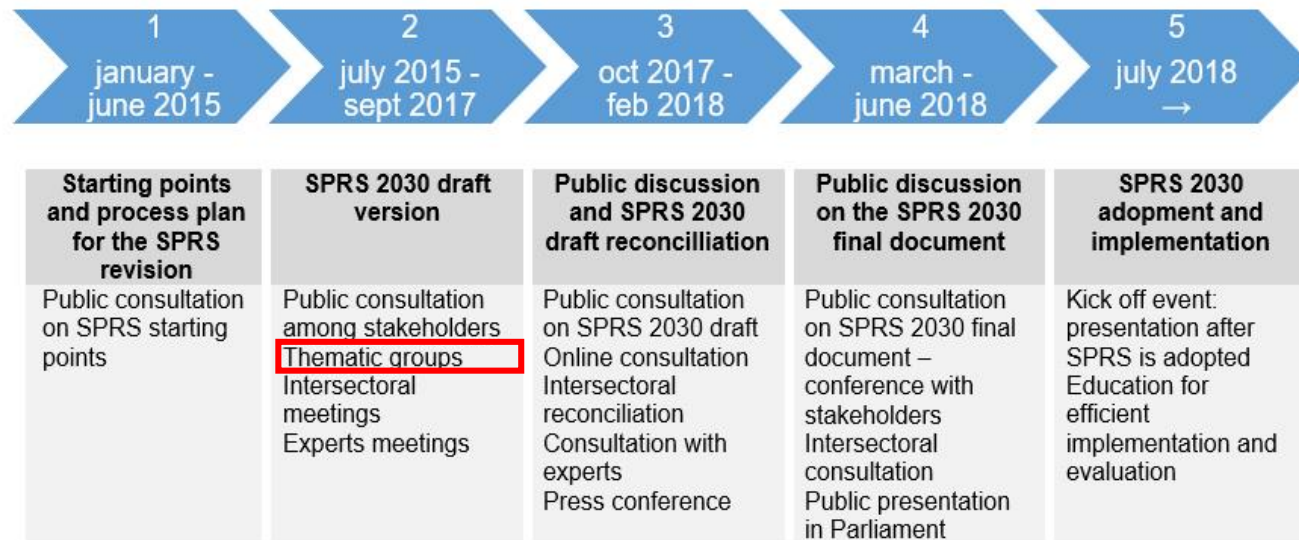 1
january -
june 2015
2
july 2015 -
sept 2017
3
oct 2017 -
feb 2018
4
march -
june 2018
5
july 2018
→
Starting points
and process plan
for the SPRS
revision
Public consultation
on SPRS starting
points
SPRS 2030 draft
version
Public consultation
among stakeholders
Thematic groups
Intersectoral
meetings
Experts meetings
Public discussion
and SPRS 2030
draft reconcilliation
Public consultation
on SPRS 2030 draft
Online consultation
Intersectoral
reconciliation
Consultation with
experts
Press conference
Public discussion
on the SPRS 2030
final document
Public consultation
on SPRS 2030 final
document –
conference with
stakeholders
Intersectoral
consultation
Public presentation
in Parliament
SPRS 2030
adopment and
implementation
Kick off event:
presentation after
SPRS is adopted
Education for
efficient
implementation and
evaluation